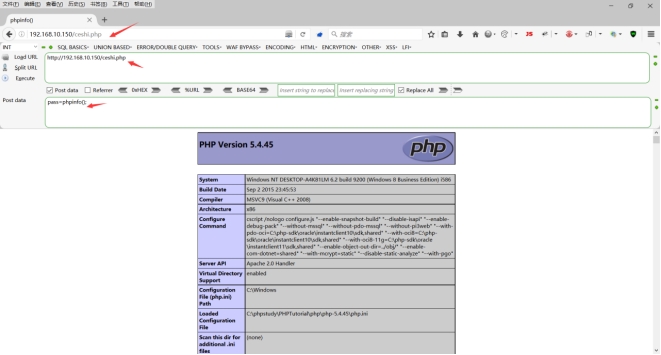 文件(F) 编辑(E) 查看(V) 历史(S) 书签(B) 工具(T) 帮助(H)
phpinfo()
192.168.10.150/ceshi.php
搜索
INT SQL BASICS UNION BASED ERROR/DOUBLE QUERY TOOLS WAF BYPASS ENCODING HTML ENCRYPTION OTHER XSS LFI
Load URL
http://192.168.10.150/ceshi.php
Split URL
Execute
Post data Referrer 0xHEX %URL BASE64 Insert string to replace Insert replacing string Replace All
Post data
pass=phpinfo();
PHP Version 5.4.45
php
System
Windows NT DESKTOP-A4K81LM 6.2 build 9200 (Windows 8 Business Edition) i586
Build Date
Sep 2 2015 23:45:53
Compiler
MSVC9 (Visual C++ 2008)
Architecture
x86
Configure Command
cscript /nologo configure.js "--enable-snapshot-build" "--disable-isapi" "--enable-
debug-pack" "--without-mssql" "--without-pdo-mssql" "--without-pi3web" "--with-
pdo-oci=C:\php-sdk\oracle\instantclient10\sdk,shared" "--with-oci8=C:\php-
sdk\oracle\instantclient10\sdk,shared" "--with-oci8-11g=C:\php-sdk\oracle
\instantclient11\sdk,shared" "--enable-object-out-dir=../obj/" "--enable-
com-dotnet=shared" "--with-mcrypt=static" "--disable-static-analyze" "--with-pgo"
Server API
Apache 2.0 Handler
Virtual Directory Support
enabled
Configuration File (php.ini) Path
C:\Windows
Loaded Configuration File
C:\phpstudy\PHPTutorial\php\php-5.4.45\php.ini
Scan this dir for additional .ini files
(none)